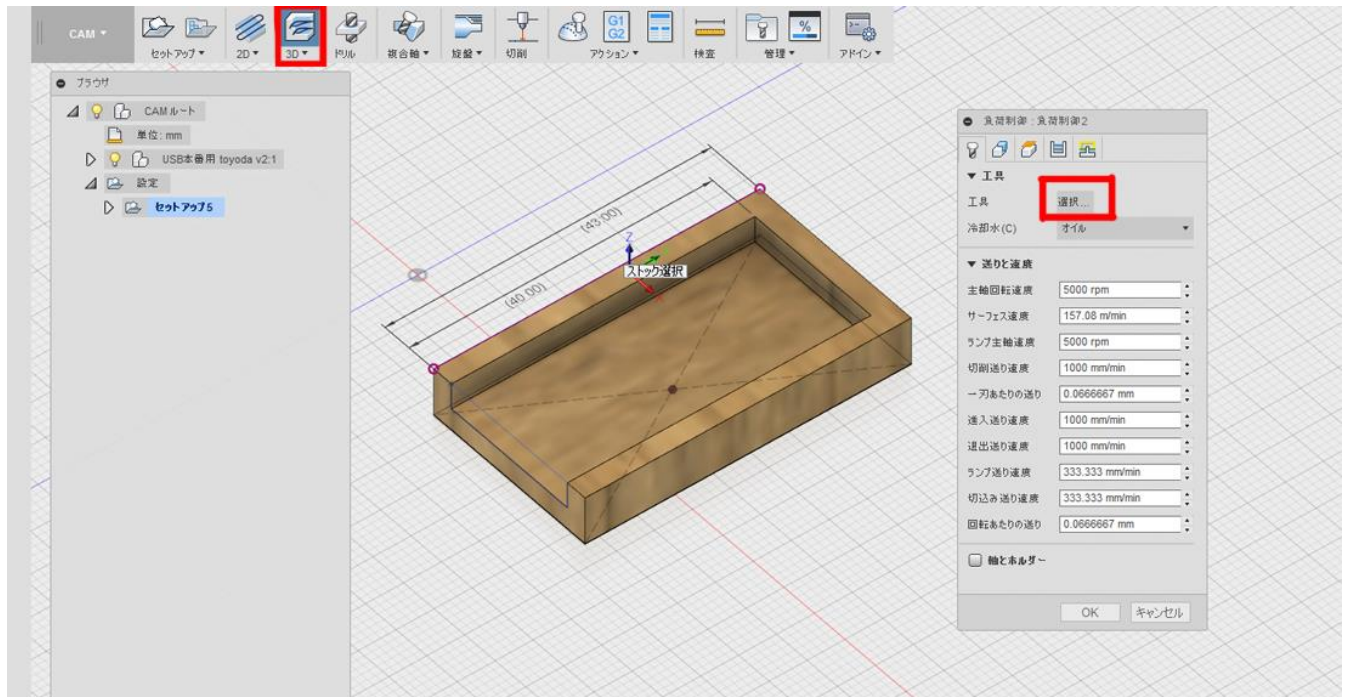 CAM
セットアップ
2D
3D
ドリル
複合軸
旋盤
切削
G1
G2
アクション
検査
%
管理
アドイン
ブラウザ
CAM ルート
単位: mm
USB本番用 toyoda v2:1
設定
セットアップ5
(43.00)
(40.00)
Z
ストック選択
X
負荷制御 : 負荷制御2
工具
工具 選択...
冷却水(C) オイル
送りと速度
主軸回転速度 5000 rpm
サーフェス速度 157.08 m/min
ランプ主軸速度 5000 rpm
切削送り速度 1000 mm/min
一刃あたりの送り 0.0666667 mm
進入送り速度 1000 mm/min
退出送り速度 1000 mm/min
ランプ送り速度 333.333 mm/min
切込み送り速度 333.333 mm/min
回転あたりの送り 0.0666667 mm
軸とホルダー
OK キャンセル